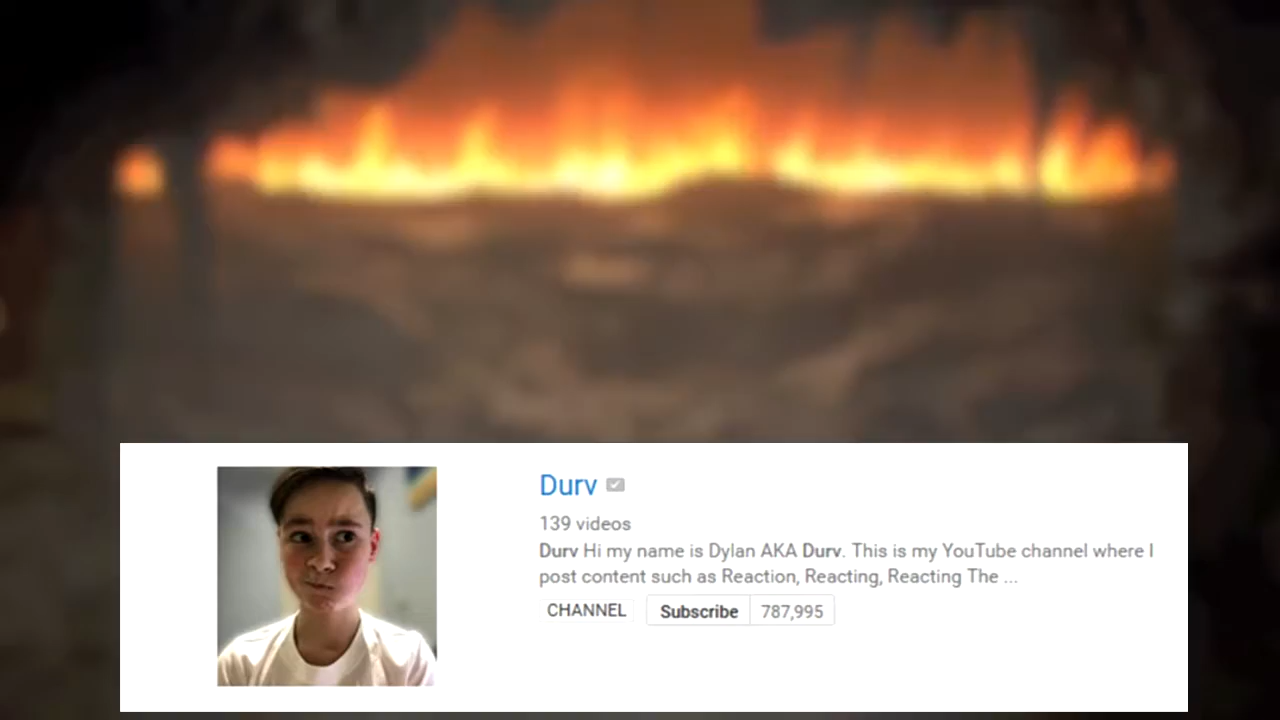 Durv
139 videos
Durv Hi my name is Dylan AKA Durv. This is my YouTube channel where I
post content such as Reaction, Reacting, Reacting The ...
CHANNEL Subscribe 787,995